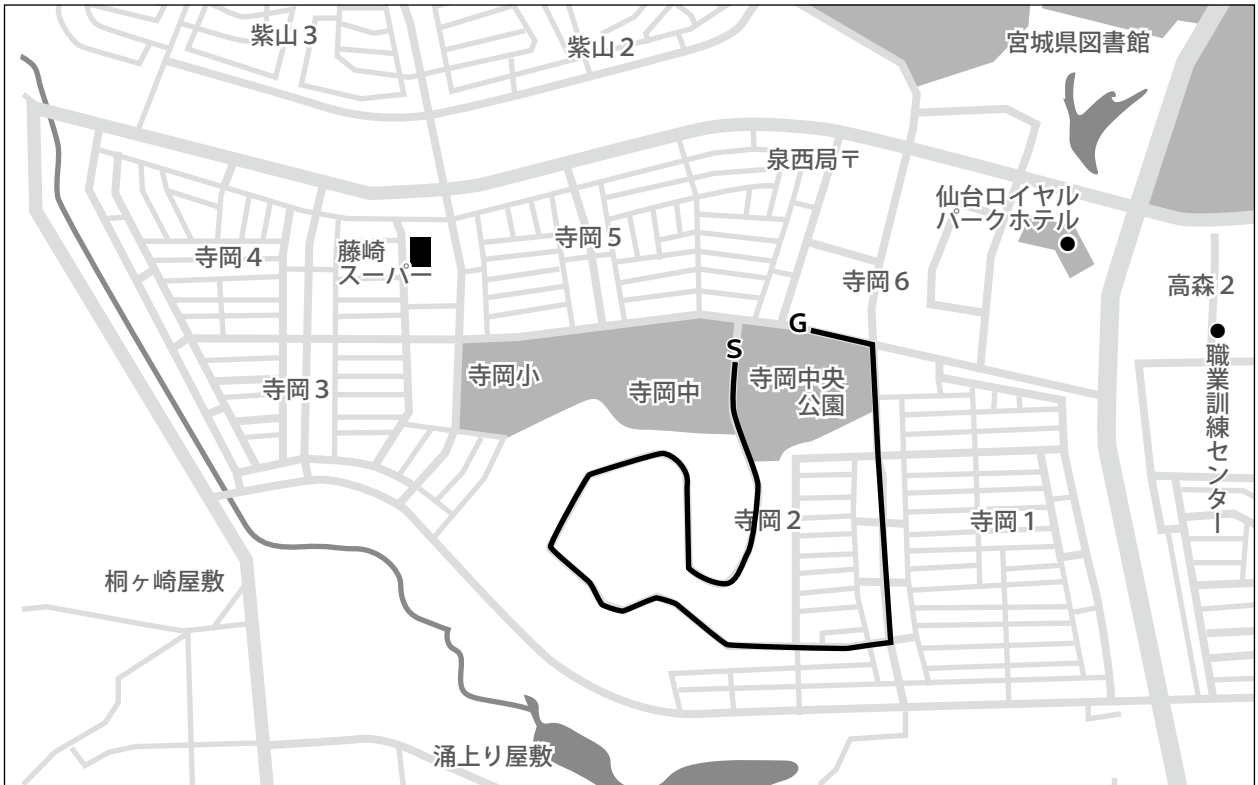 紫山３
紫山２
宮城県図書館
泉西局〒
仙台ロイヤル
パークホテル
寺岡５
寺岡４
藤崎
スーパー
寺岡６
高森２
G
S
職業訓練センター
寺岡小
寺岡中
寺岡中央
公園
寺岡３
寺岡２
寺岡１
桐ヶ崎屋敷
涌上り屋敷